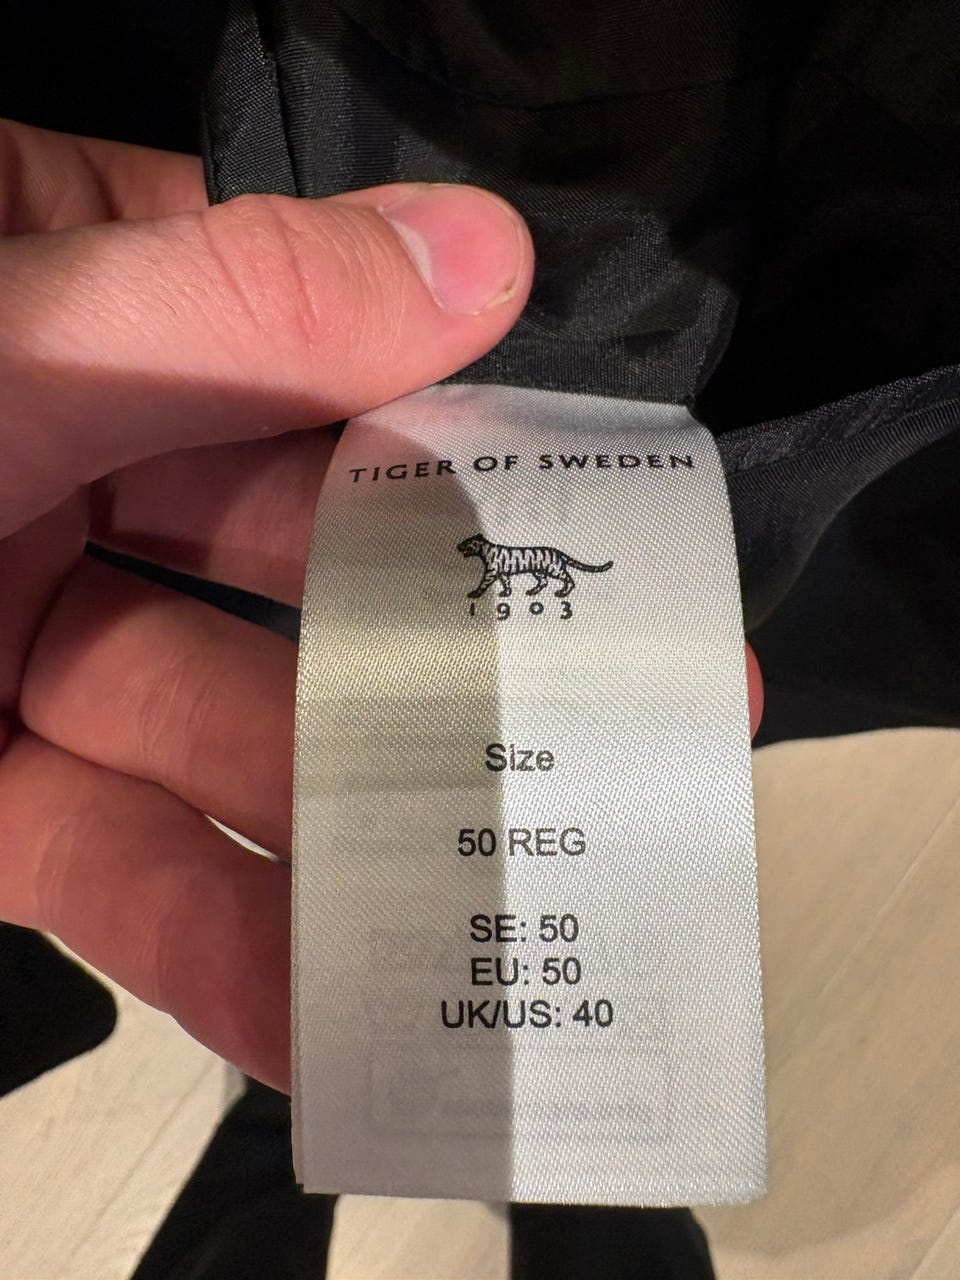 TIGER OF SWEDEN
1903
Size
50 REG
SE: 50
EU: 50
UK/US: 40